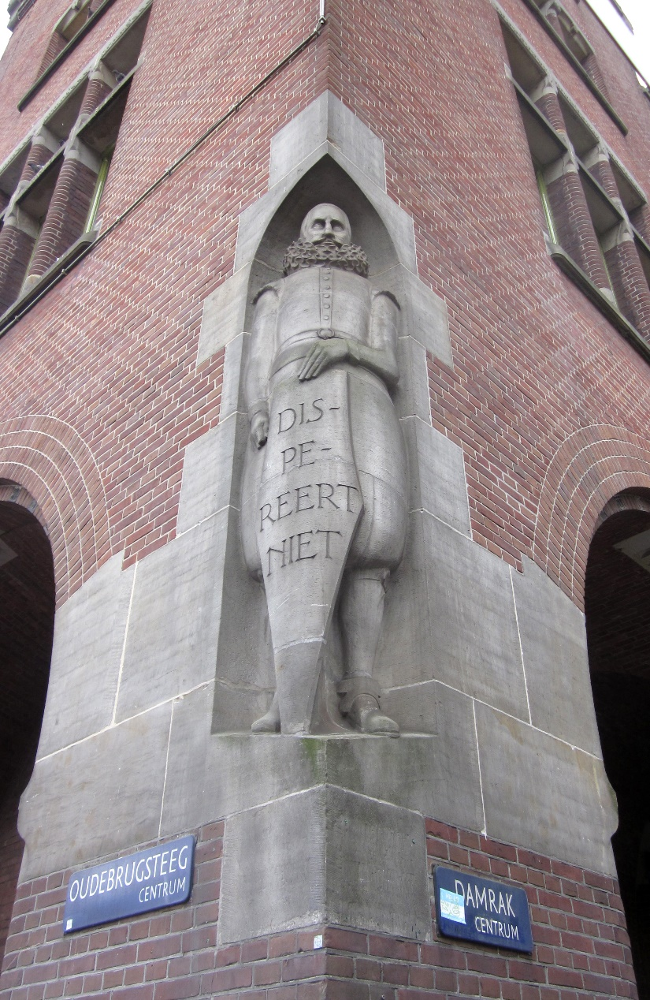 DIS-
PE-
REERT
NIET
OUDEBRUGSTEEG
CENTRUM
DAMRAK
CENTRUM